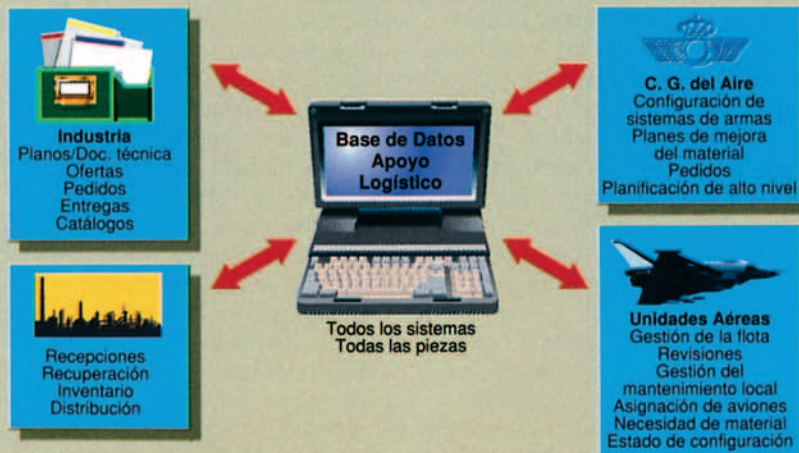 Industria
Planos/Doc. técnica
Ofertas
Pedidos
Entregas
Catálogos
Recepciones
Recuperación
Inventario
Distribución
Base de Datos
Apoyo
Logístico
Todos los sistemas
Todas las piezas
C. G. del Aire
Configuración de
sistemas de armas
Planes de mejora
del material
Pedidos
Planificación de alto nivel
Unidades Aéreas
Gestión de la flota
Revisiones
Gestión del
mantenimiento local
Asignación de aviones
Necesidad de material
Estado de configuración